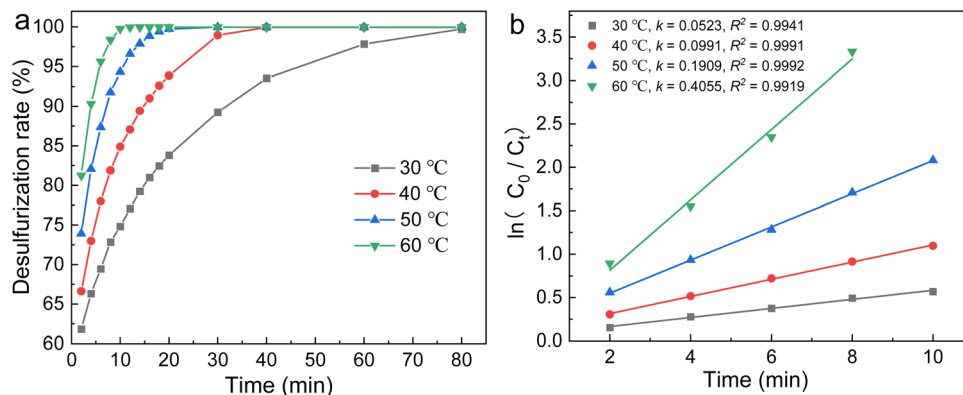 a
Desulfurization rate (%)
100
95
90
85
80
75
70
65
60
0 10 20 30 40 50 60 70 80
Time (min)
30 ℃
40 ℃
50 ℃
60 ℃
b
ln( C₀ / Cₜ )
3.5
3.0
2.5
2.0
1.5
1.0
0.5
0.0
2 4 6 8 10
Time (min)
30 ℃, k = 0.0523, R² = 0.9941
40 ℃, k = 0.0991, R² = 0.9991
50 ℃, k = 0.1909, R² = 0.9992
60 ℃, k = 0.4055, R² = 0.9919